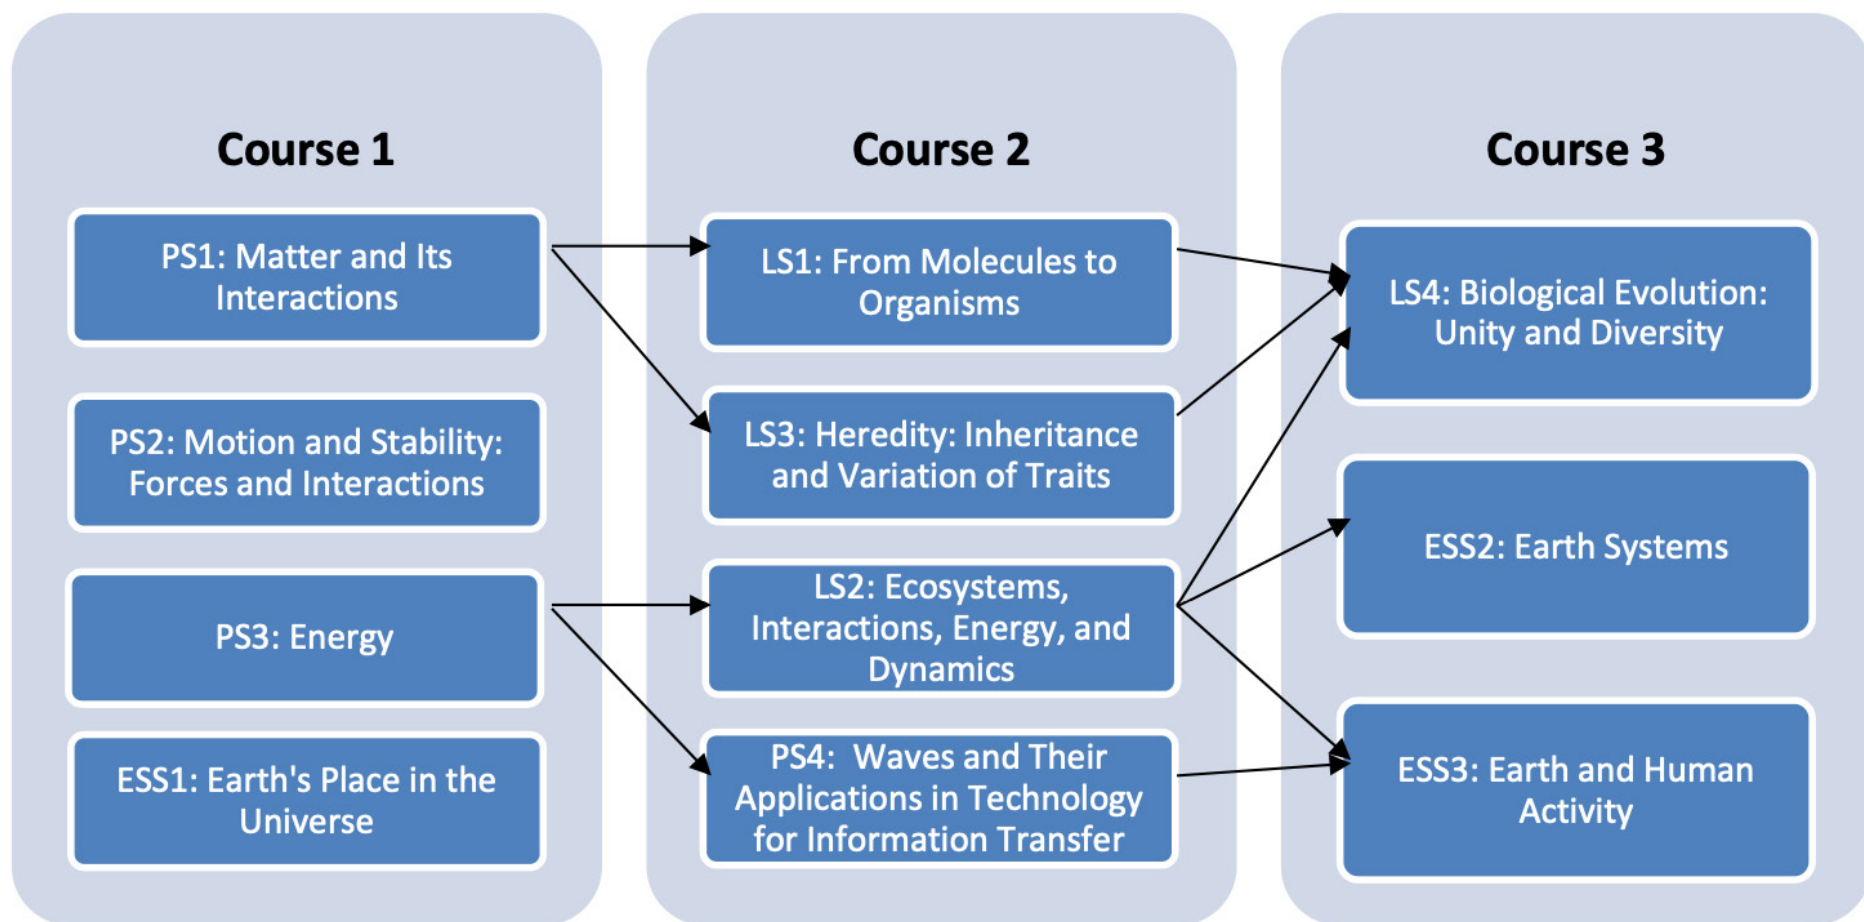 Course 1
PS1: Matter and Its
Interactions
PS2: Motion and Stability:
Forces and Interactions
PS3: Energy
ESS1: Earth's Place in the
Universe
Course 2
LS1: From Molecules to
Organisms
LS3: Heredity: Inheritance
and Variation of Traits
LS2: Ecosystems,
Interactions, Energy, and
Dynamics
PS4:  Waves and Their
Applications in Technology
for Information Transfer
Course 3
LS4: Biological Evolution:
Unity and Diversity
ESS2: Earth Systems
ESS3: Earth and Human
Activity